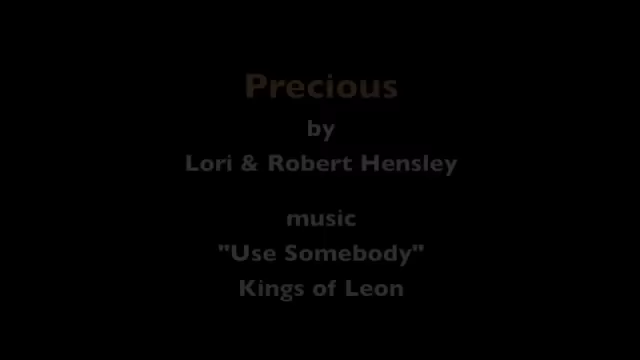 Precious
by
Lori & Robert Hensley
music
"Use Somebody"
Kings of Leon